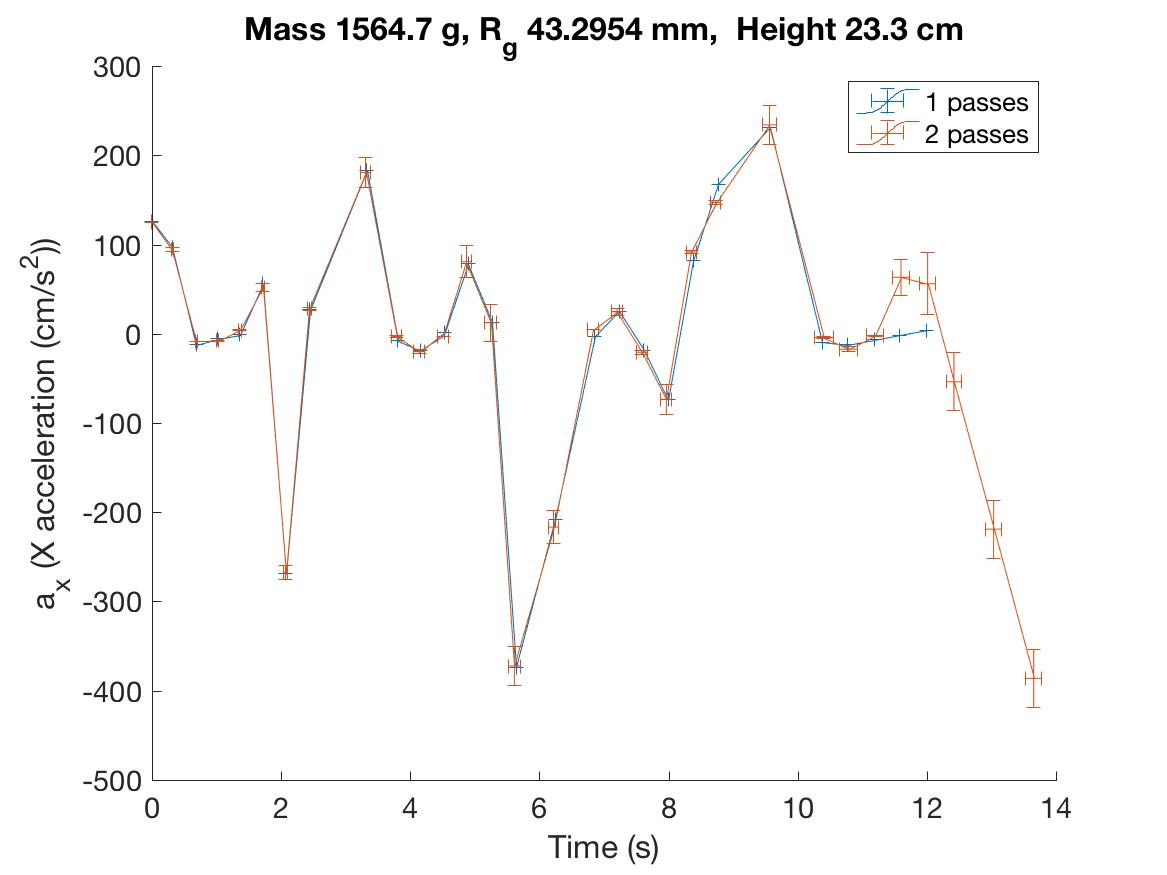 Mass 1564.7 g, Rg 43.2954 mm,  Height 23.3 cm
300
200
100
0
-100
-200
-300
-400
-500
ax (X acceleration (cm/s2))
1 passes
2 passes
0 2 4 6 8 10 12 14
Time (s)